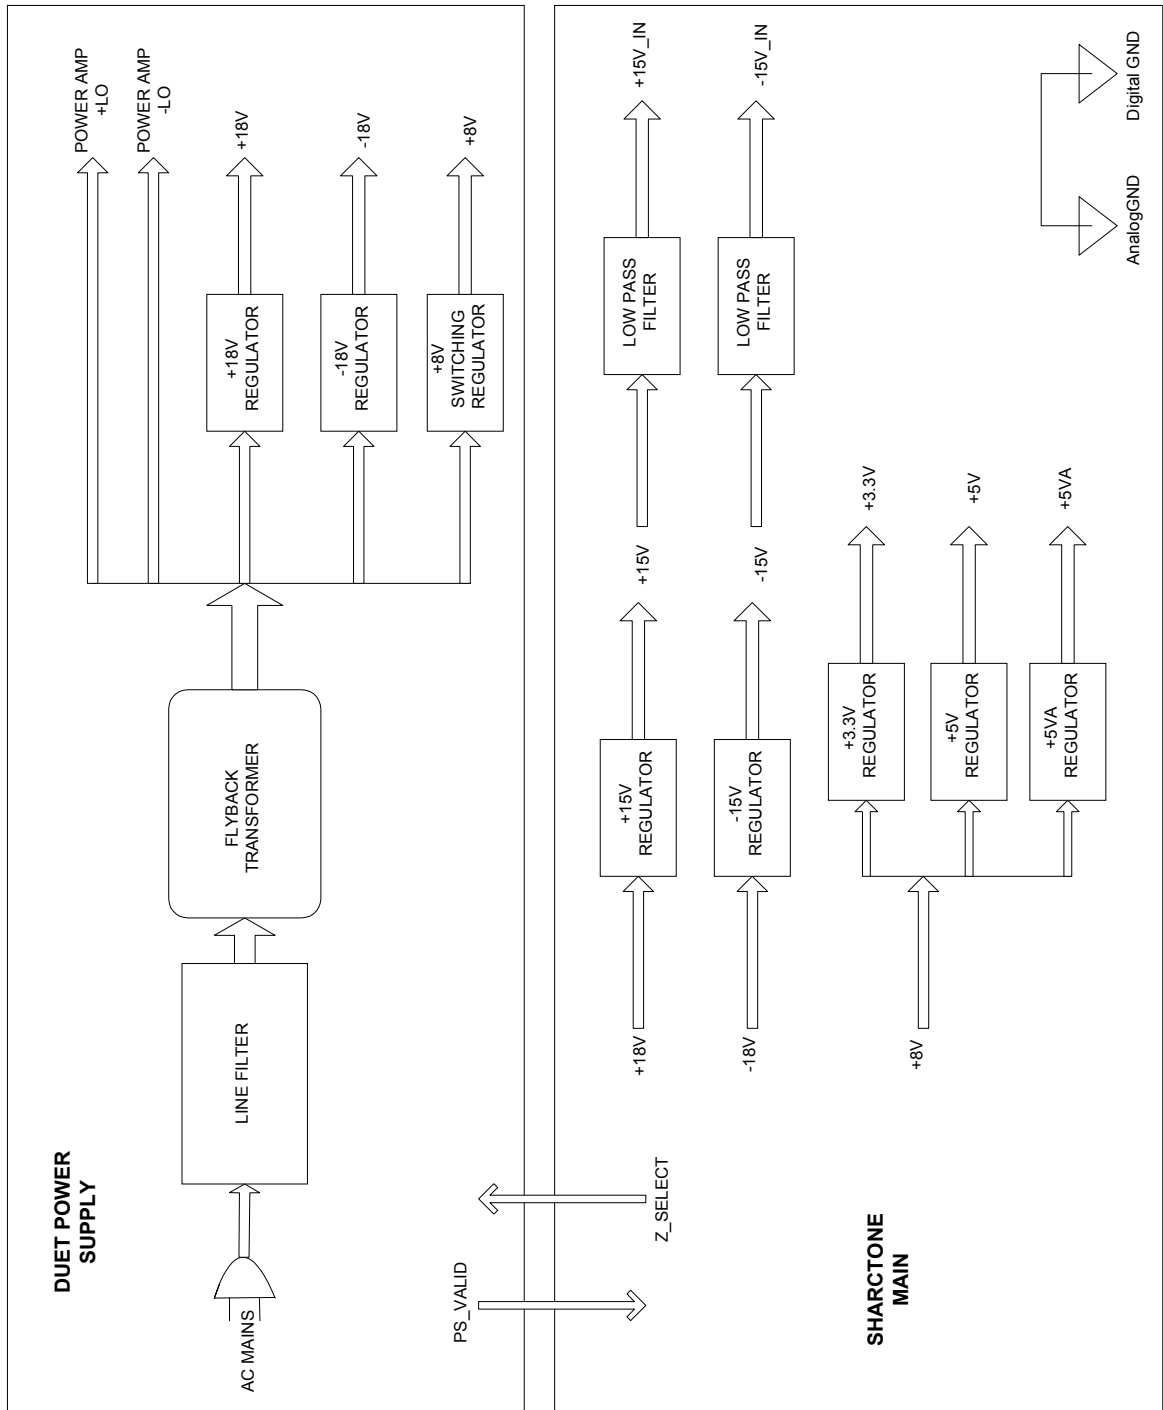 DUET POWER
SUPPLY
AC MAINS
LINE FILTER
FLYBACK
TRANSFORMER
POWER AMP
+LO
POWER AMP
-LO
+18V
REGULATOR
+18V
-18V
REGULATOR
-18V
+8V
SWITCHING
REGULATOR
+8V
PS_VALID
Z_SELECT
SHARCTONE
MAIN
+18V
+15V
REGULATOR
+15V
LOW PASS
FILTER
+15V_IN
-18V
-15V
REGULATOR
-15V
LOW PASS
FILTER
-15V_IN
+8V
+3.3V
REGULATOR
+3.3V
+5V
REGULATOR
+5V
+5VA
REGULATOR
+5VA
AnalogGND
Digital GND